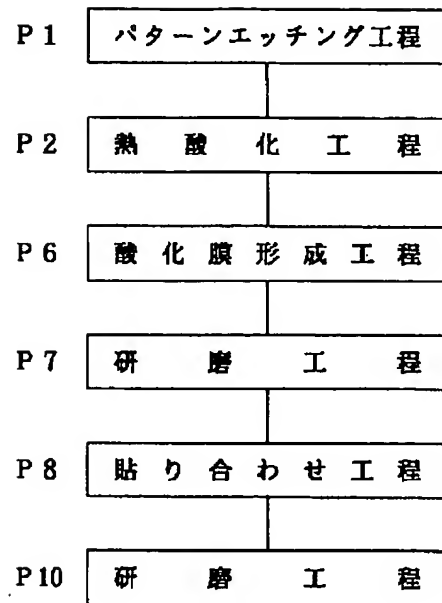 P1 パターンエッチング工程
P2 熱酸化工程
P6 酸化膜形成工程
P7 研磨工程
P8 貼り合わせ工程
P10 研磨工程